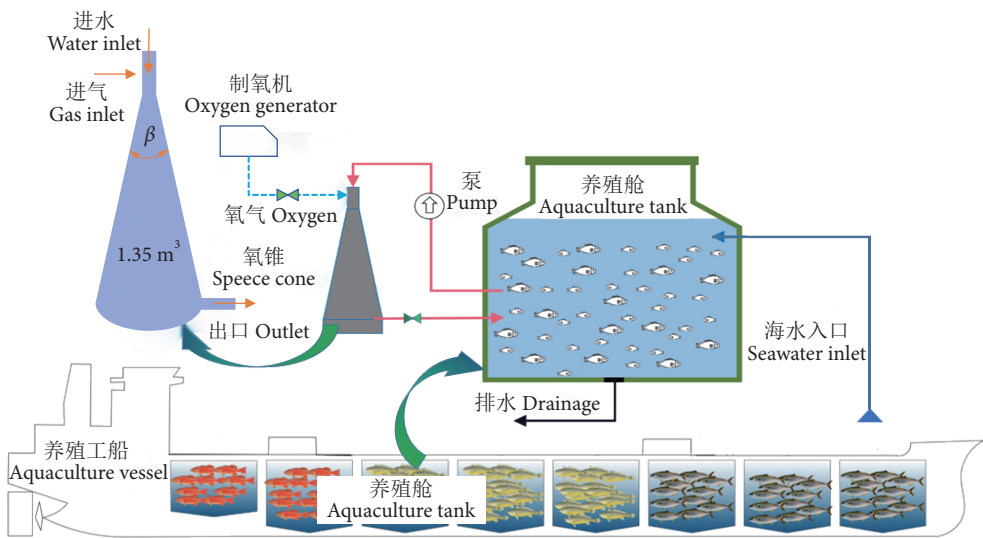 进水
Water inlet
进气
Gas inlet
β
1.35 m³
制氧机
Oxygen generator
氧气 Oxygen
氧锥
Speece cone
出口 Outlet
泵
Pump
养殖舱
Aquaculture tank
海水入口
Seawater inlet
排水 Drainage
养殖工船
Aquaculture vessel
养殖舱
Aquaculture tank